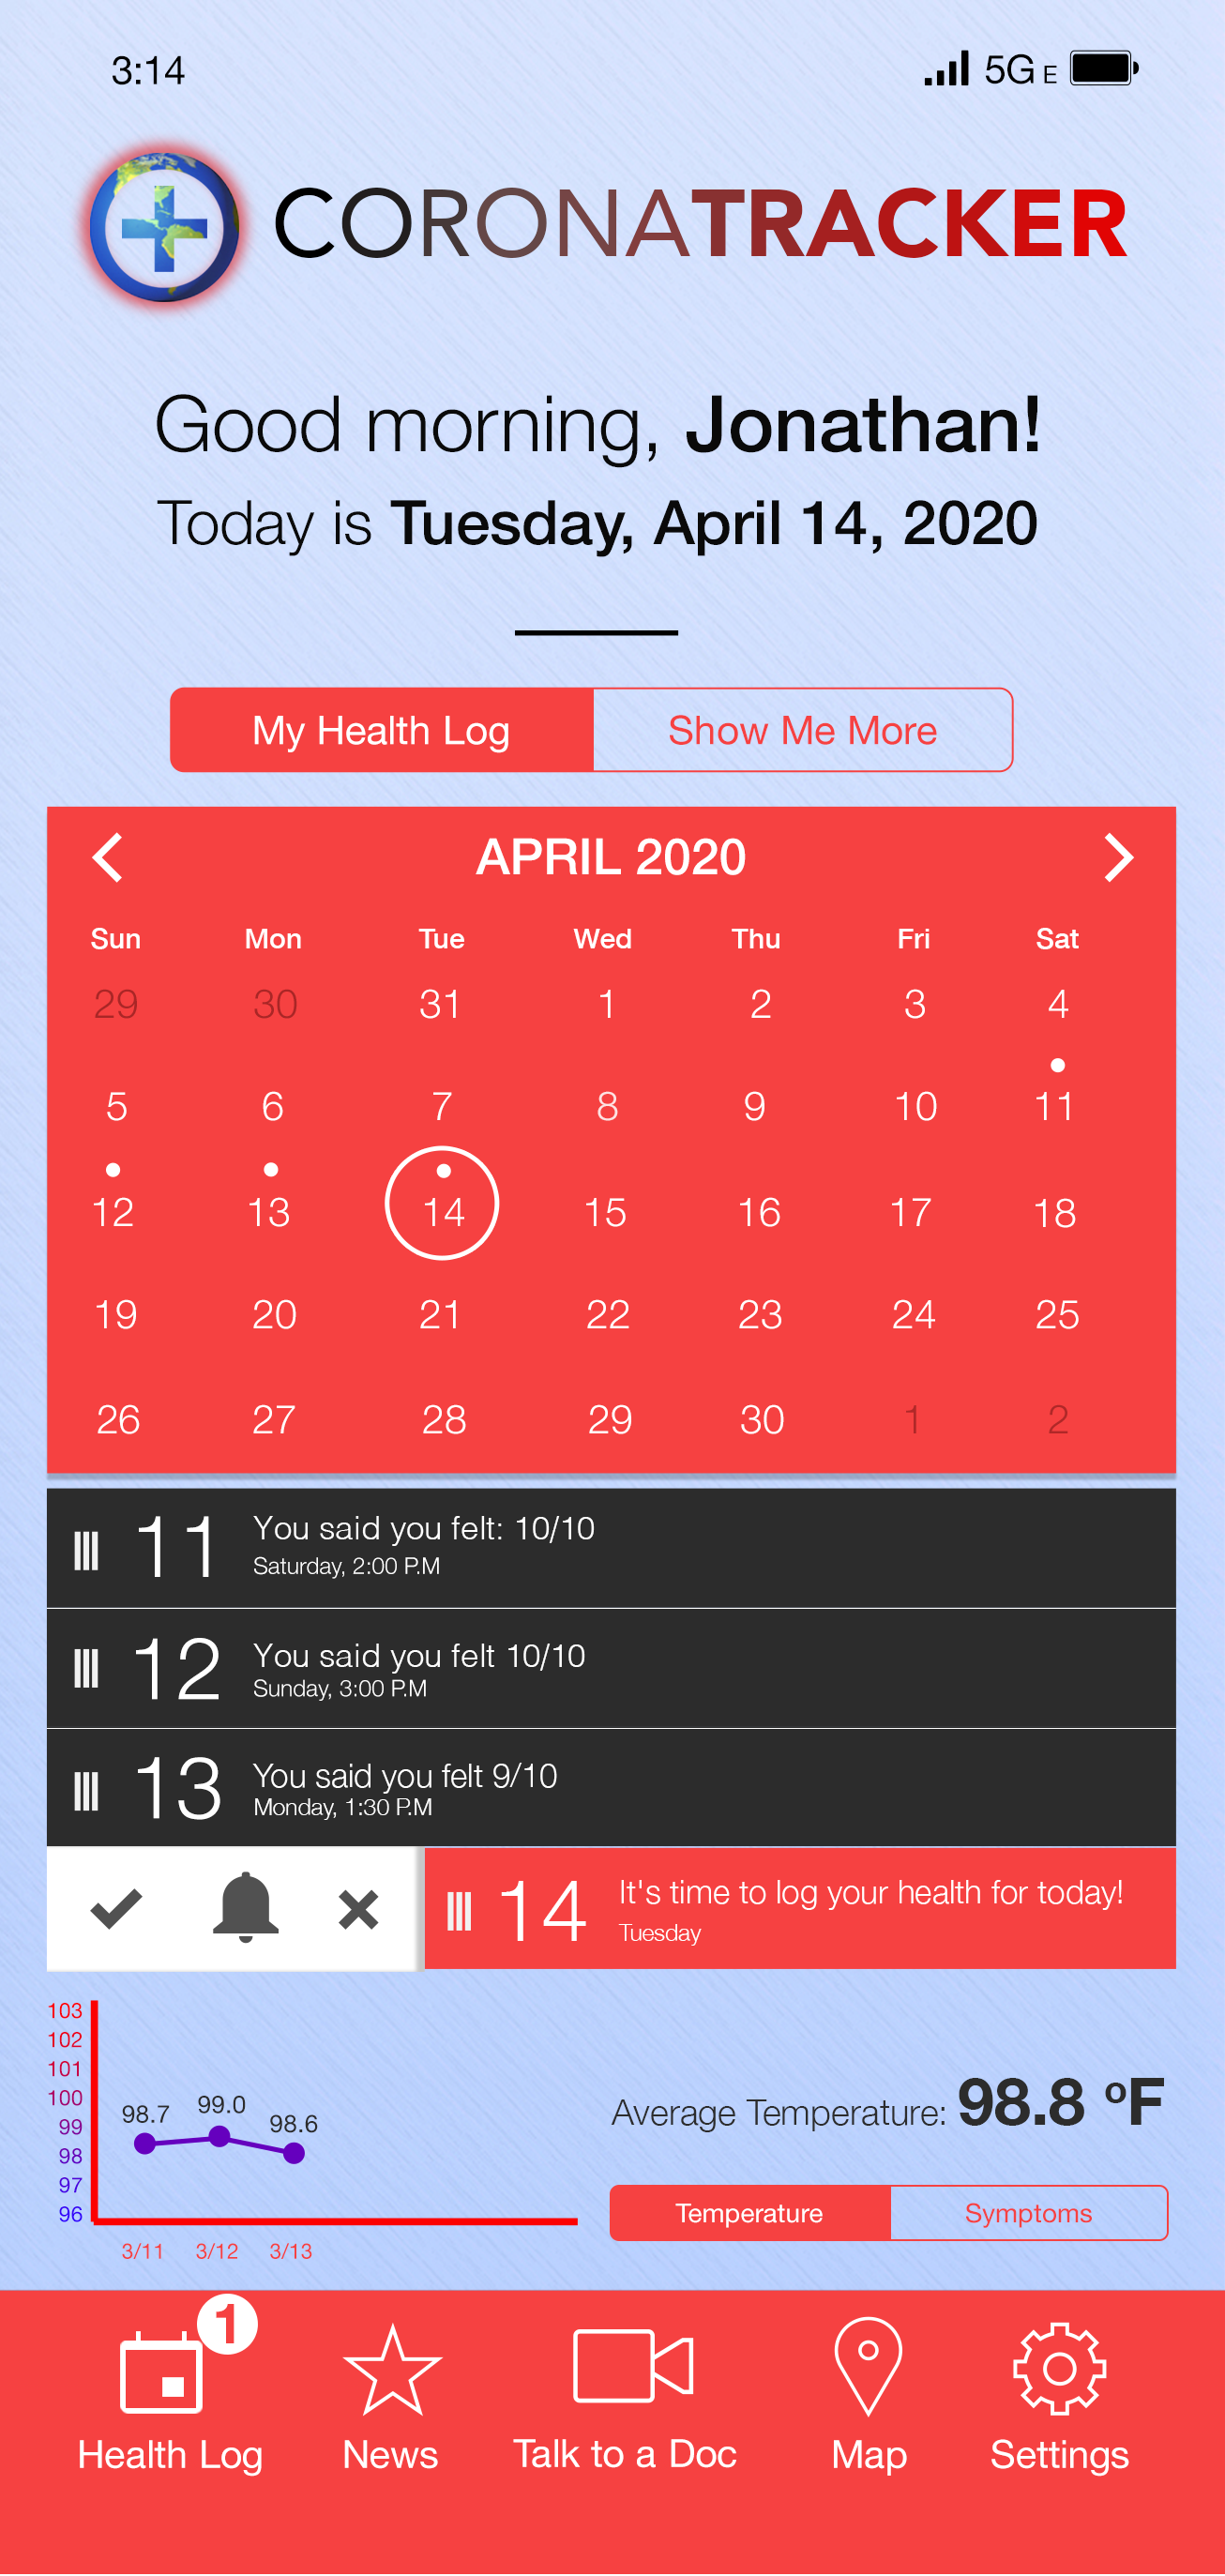 3:14 5G E
CORONATRACKER
Good morning, Jonathan!
Today is Tuesday, April 14, 2020
My Health Log Show Me More
APRIL 2020
Sun Mon Tue Wed Thu Fri Sat
29 30 31 1 2 3 4
5 6 7 8 9 10 11
12 13 14 15 16 17 18
19 20 21 22 23 24 25
26 27 28 29 30 1 2
11 You said you felt: 10/10
Saturday, 2:00 P.M
12 You said you felt 10/10
Sunday, 3:00 P.M
13 You said you felt 9/10
Monday, 1:30 P.M
14 It's time to log your health for today!
Tuesday
103
102
101
100
99
98
97
96
98.7 99.0 98.6
3/11 3/12 3/13
Average Temperature: 98.8 ºF
Temperature Symptoms
1
Health Log News Talk to a Doc Map Settings